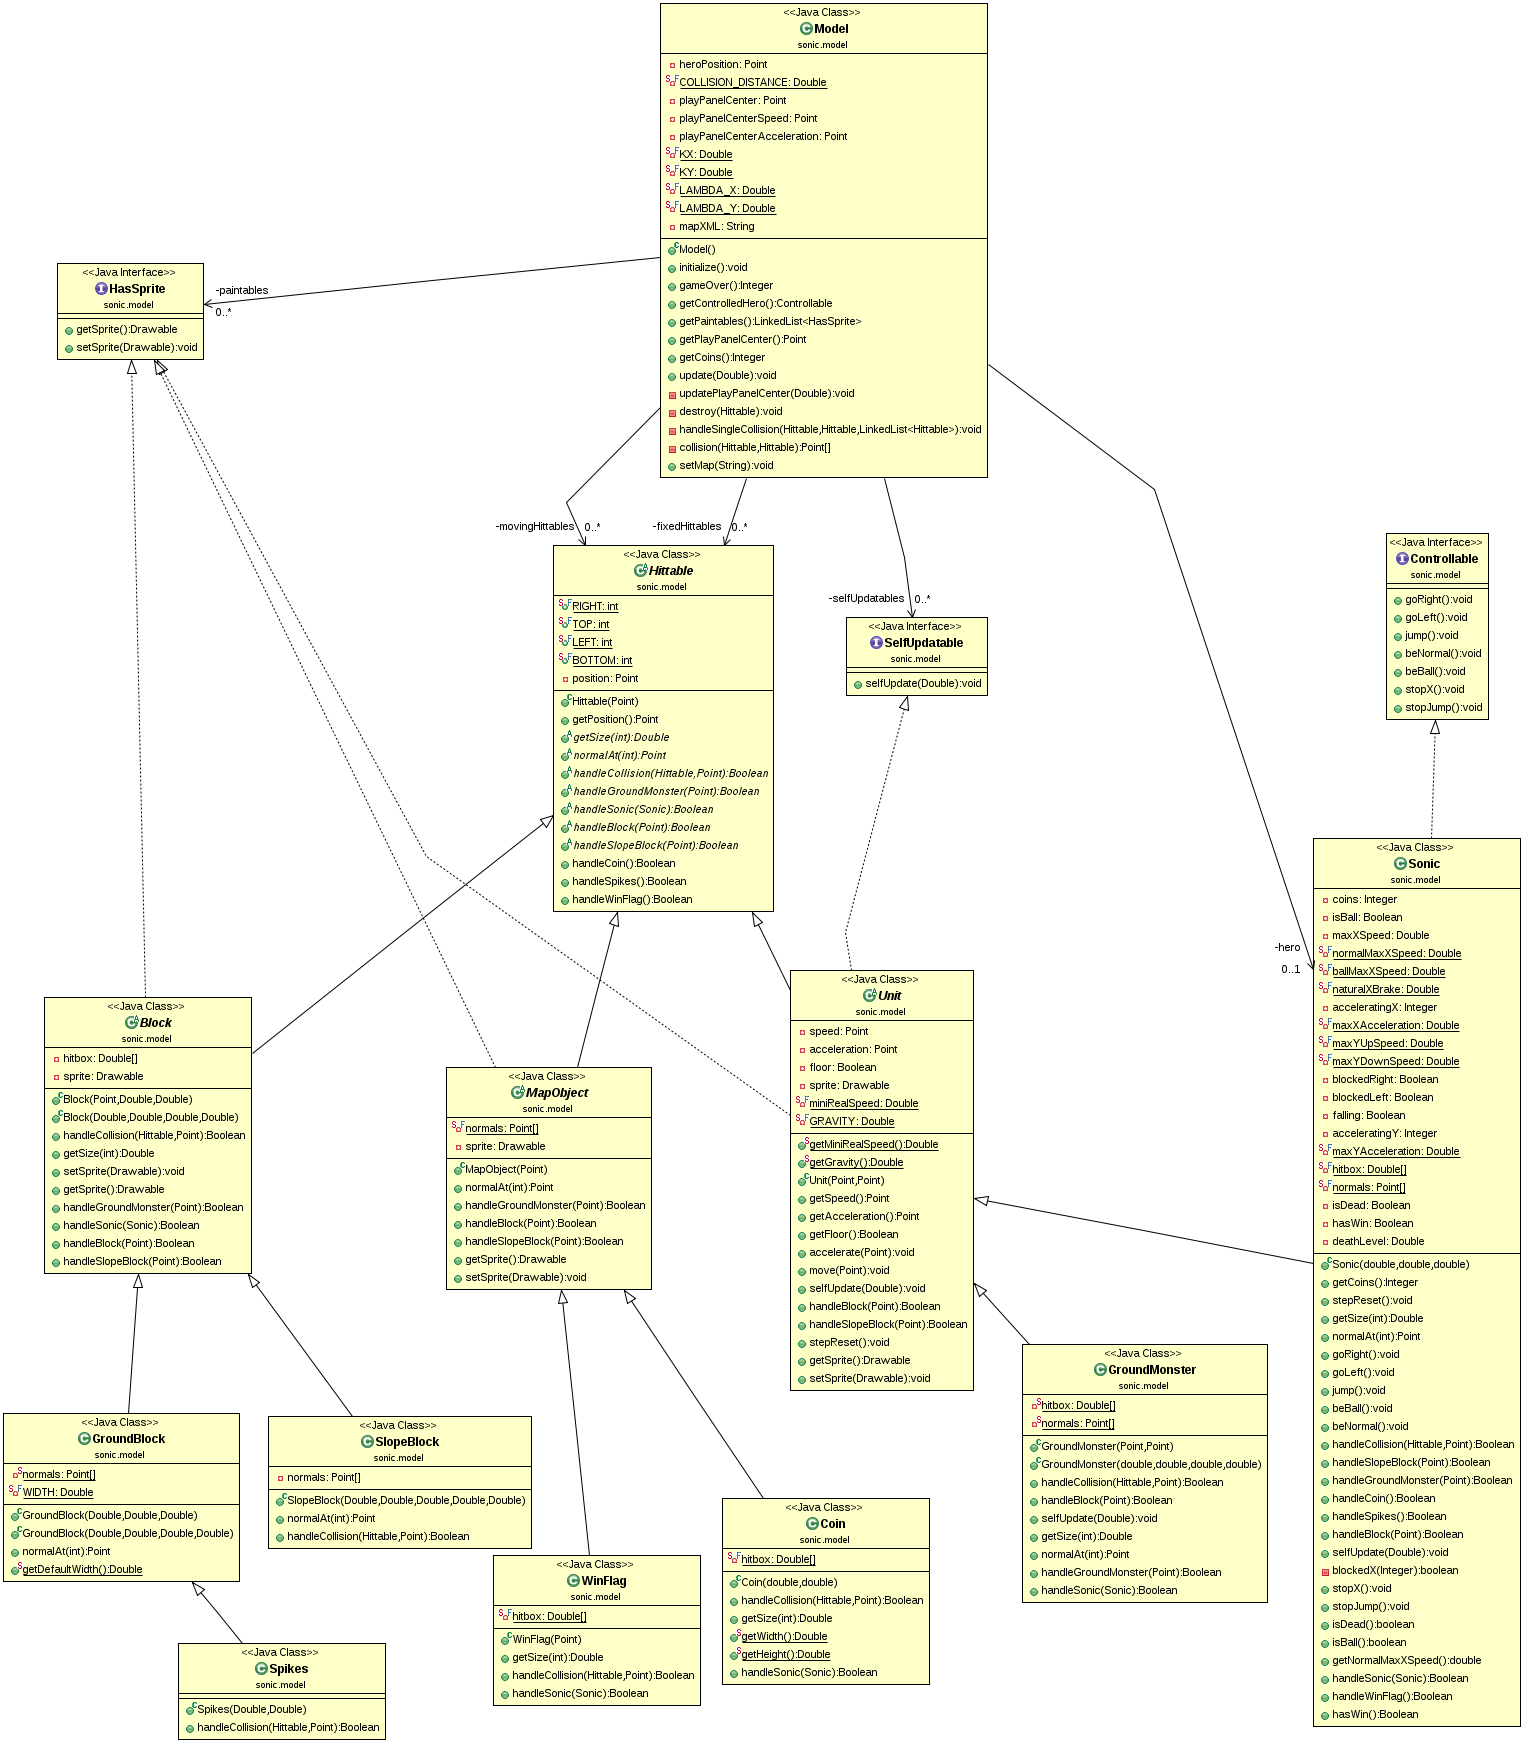 <<Java Class>>
Model
sonic.model
heroPosition: Point
COLLISION_DISTANCE: Double
playPanelCenter: Point
playPanelCenterSpeed: Point
playPanelCenterAcceleration: Point
KX: Double
KY: Double
LAMBDA_X: Double
LAMBDA_Y: Double
mapXML: String
Model()
initialize():void
gameOver():Integer
getControlledHero():Controllable
getPaintables():LinkedList<HasSprite>
getPlayPanelCenter():Point
getCoins():Integer
update(Double):void
updatePlayPanelCenter(Double):void
destroy(Hittable):void
handleSingleCollision(Hittable,Hittable,LinkedList<Hittable>):void
collision(Hittable,Hittable):Point[]
setMap(String):void
<<Java Interface>>
HasSprite
sonic.model
getSprite():Drawable
setSprite(Drawable):void
-paintables
0..*
-movingHittables
0..*
-fixedHittables
0..*
-selfUpdatables
0..*
-hero
0..1
<<Java Class>>
Hittable
sonic.model
RIGHT: int
TOP: int
LEFT: int
BOTTOM: int
position: Point
Hittable(Point)
getPosition():Point
getSize(int):Double
normalAt(int):Point
handleCollision(Hittable,Point):Boolean
handleGroundMonster(Point):Boolean
handleSonic(Sonic):Boolean
handleBlock(Point):Boolean
handleSlopeBlock(Point):Boolean
handleCoin():Boolean
handleSpikes():Boolean
handleWinFlag():Boolean
<<Java Interface>>
SelfUpdatable
sonic.model
selfUpdate(Double):void
<<Java Interface>>
Controllable
sonic.model
goRight():void
goLeft():void
jump():void
beNormal():void
beBall():void
stopX():void
stopJump():void
<<Java Class>>
Sonic
sonic.model
coins: Integer
isBall: Boolean
maxXSpeed: Double
normalMaxXSpeed: Double
ballMaxXSpeed: Double
naturalXBrake: Double
acceleratingX: Integer
maxXAcceleration: Double
maxYUpSpeed: Double
maxYDownSpeed: Double
blockedRight: Boolean
blockedLeft: Boolean
falling: Boolean
acceleratingY: Integer
maxYAcceleration: Double
hitbox: Double[]
normals: Point[]
isDead: Boolean
hasWin: Boolean
deathLevel: Double
Sonic(double,double,double)
getCoins():Integer
stepReset():void
getSize(int):Double
normalAt(int):Point
goRight():void
goLeft():void
jump():void
beBall():void
beNormal():void
handleCollision(Hittable,Point):Boolean
handleSlopeBlock(Point):Boolean
handleGroundMonster(Point):Boolean
handleCoin():Boolean
handleSpikes():Boolean
handleBlock(Point):Boolean
selfUpdate(Double):void
blockedX(Integer):boolean
stopX():void
stopJump():void
isDead():boolean
isBall():boolean
getNormalMaxXSpeed():double
handleSonic(Sonic):Boolean
handleWinFlag():Boolean
hasWin():Boolean
<<Java Class>>
Block
sonic.model
hitbox: Double[]
sprite: Drawable
Block(Point,Double,Double)
Block(Double,Double,Double,Double)
handleCollision(Hittable,Point):Boolean
getSize(int):Double
setSprite(Drawable):void
getSprite():Drawable
handleGroundMonster(Point):Boolean
handleSonic(Sonic):Boolean
handleBlock(Point):Boolean
handleSlopeBlock(Point):Boolean
<<Java Class>>
MapObject
sonic.model
normals: Point[]
sprite: Drawable
MapObject(Point)
normalAt(int):Point
handleGroundMonster(Point):Boolean
handleBlock(Point):Boolean
handleSlopeBlock(Point):Boolean
getSprite():Drawable
setSprite(Drawable):void
<<Java Class>>
Unit
sonic.model
speed: Point
acceleration: Point
floor: Boolean
sprite: Drawable
miniRealSpeed: Double
GRAVITY: Double
getMiniRealSpeed():Double
getGravity():Double
Unit(Point,Point)
getSpeed():Point
getAcceleration():Point
getFloor():Boolean
accelerate(Point):void
move(Point):void
selfUpdate(Double):void
handleBlock(Point):Boolean
handleSlopeBlock(Point):Boolean
stepReset():void
getSprite():Drawable
setSprite(Drawable):void
<<Java Class>>
GroundMonster
sonic.model
hitbox: Double[]
normals: Point[]
GroundMonster(Point,Point)
GroundMonster(double,double,double,double)
handleCollision(Hittable,Point):Boolean
handleBlock(Point):Boolean
selfUpdate(Double):void
getSize(int):Double
normalAt(int):Point
handleGroundMonster(Point):Boolean
handleSonic(Sonic):Boolean
<<Java Class>>
GroundBlock
sonic.model
normals: Point[]
WIDTH: Double
GroundBlock(Double,Double,Double)
GroundBlock(Double,Double,Double,Double)
normalAt(int):Point
getDefaultWidth():Double
<<Java Class>>
SlopeBlock
sonic.model
normals: Point[]
SlopeBlock(Double,Double,Double,Double,Double)
normalAt(int):Point
handleCollision(Hittable,Point):Boolean
<<Java Class>>
WinFlag
sonic.model
hitbox: Double[]
WinFlag(Point)
getSize(int):Double
handleCollision(Hittable,Point):Boolean
handleSonic(Sonic):Boolean
<<Java Class>>
Coin
sonic.model
hitbox: Double[]
Coin(double,double)
handleCollision(Hittable,Point):Boolean
getSize(int):Double
getWidth():Double
getHeight():Double
handleSonic(Sonic):Boolean
<<Java Class>>
Spikes
sonic.model
Spikes(Double,Double)
handleCollision(Hittable,Point):Boolean